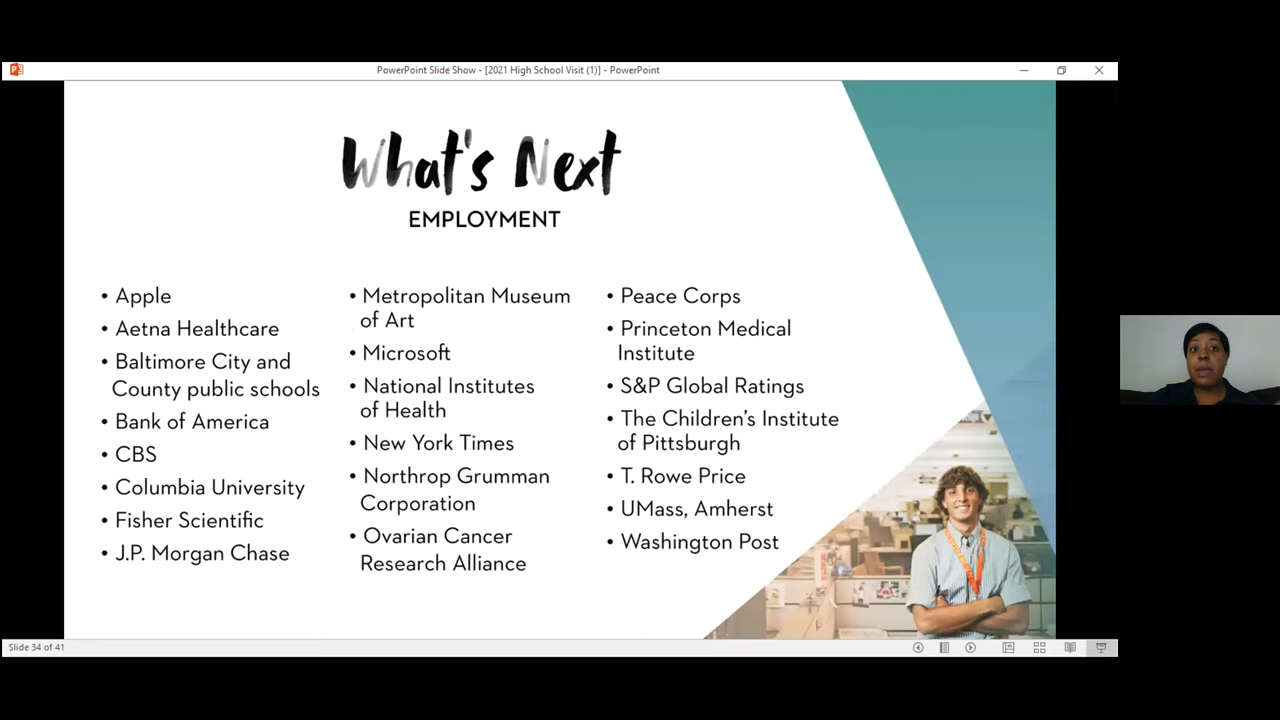 PowerPoint Slide Show - [2021 High School Visit (1)] - PowerPoint
What's Next
EMPLOYMENT
• Apple
• Aetna Healthcare
• Baltimore City and
County public schools
• Bank of America
• CBS
• Columbia University
• Fisher Scientific
• J.P. Morgan Chase
• Metropolitan Museum
of Art
• Microsoft
• National Institutes
of Health
• New York Times
• Northrop Grumman
Corporation
• Ovarian Cancer
Research Alliance
• Peace Corps
• Princeton Medical
Institute
• S&P Global Ratings
• The Children's Institute
of Pittsburgh
• T. Rowe Price
• UMass, Amherst
• Washington Post
Slide 34 of 41